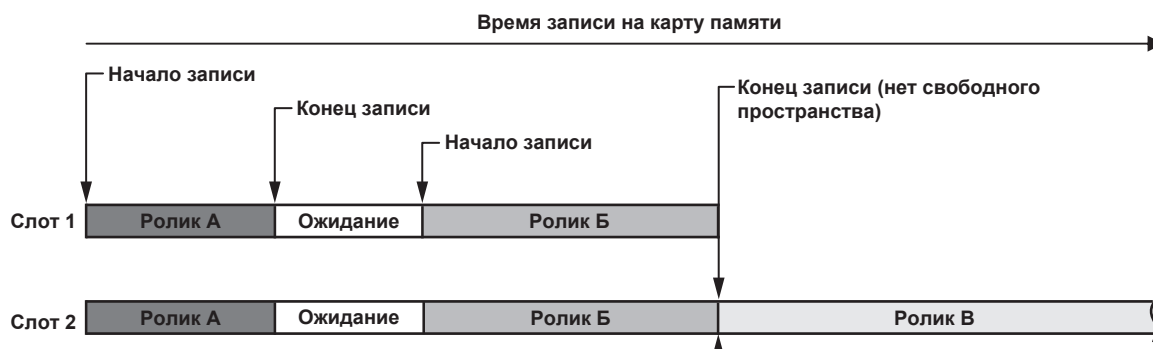 Время записи на карту памяти
Начало записи
Конец записи (нет свободного
пространства)
Конец записи
Начало записи
Слот 1 Ролик А Ожидание Ролик Б
Слот 2 Ролик А Ожидание Ролик Б Ролик В